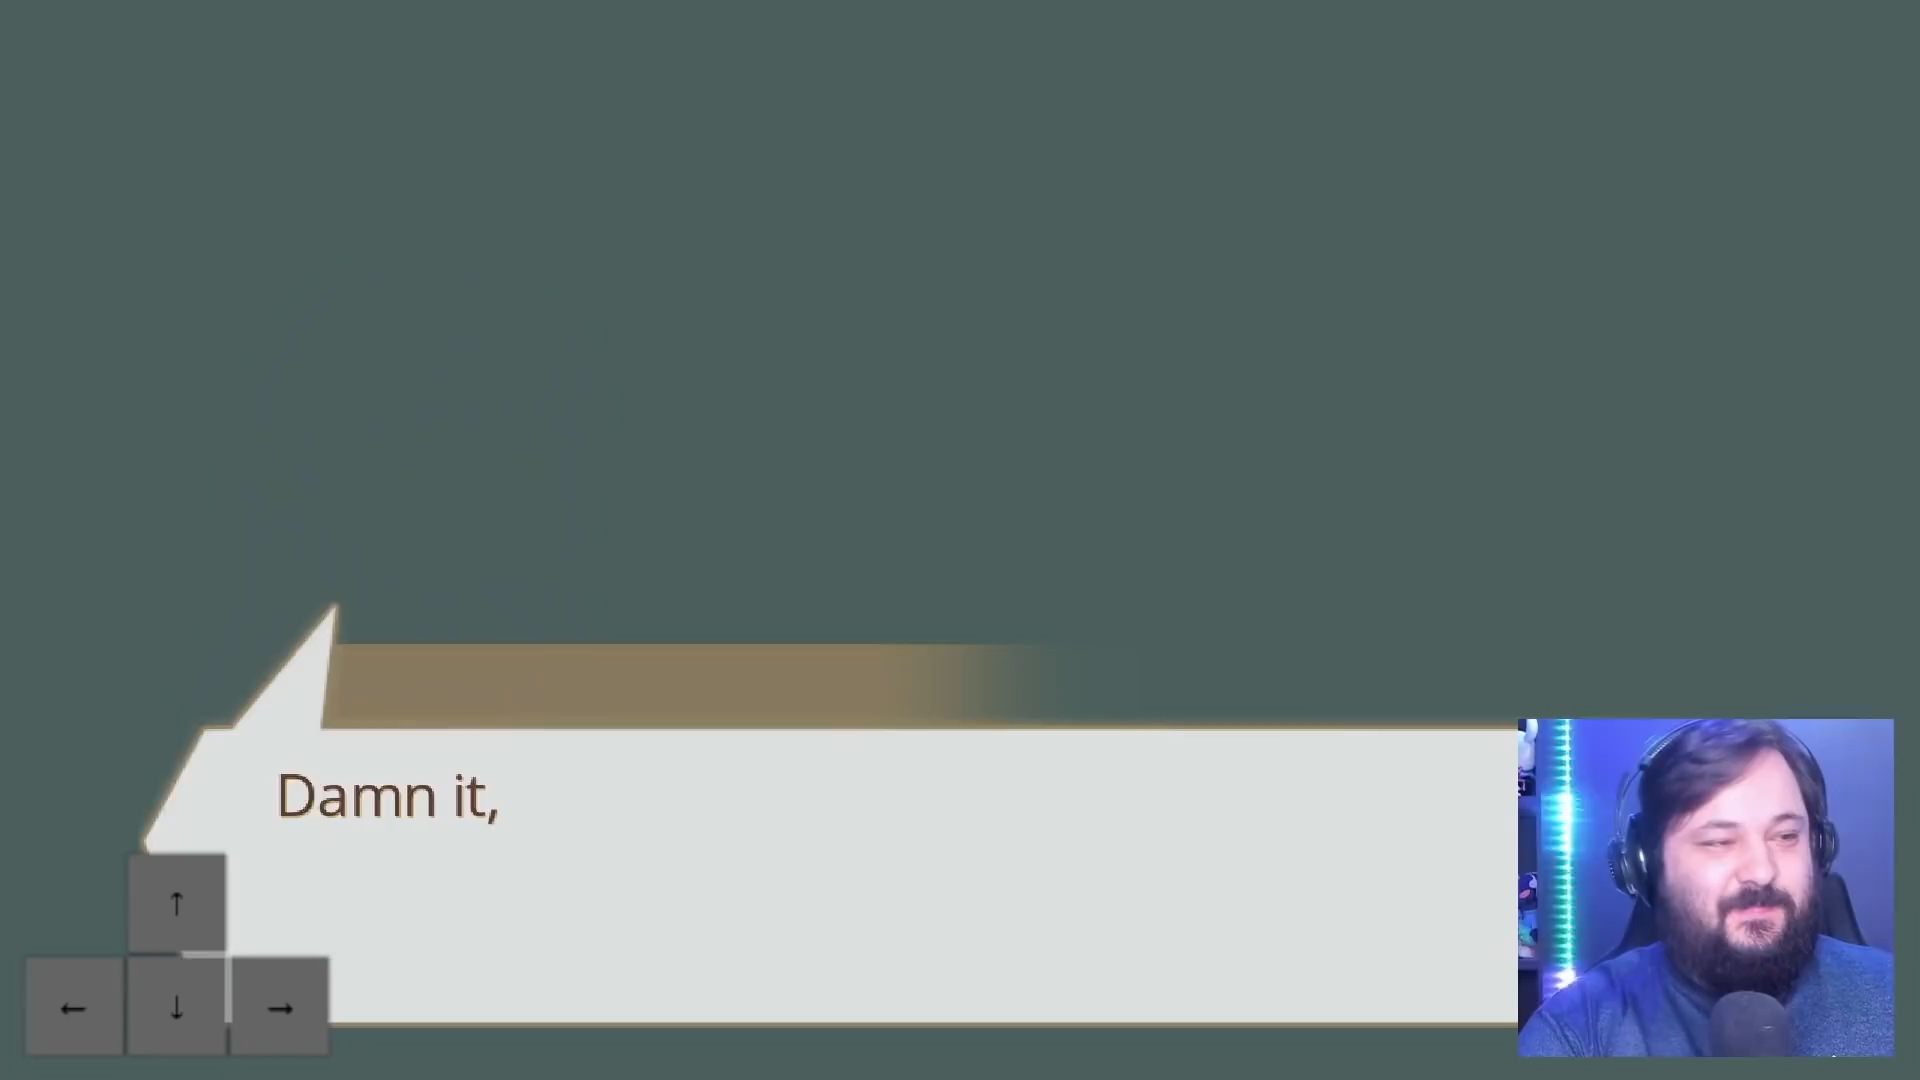 Damn it,
↑
← ↓ →